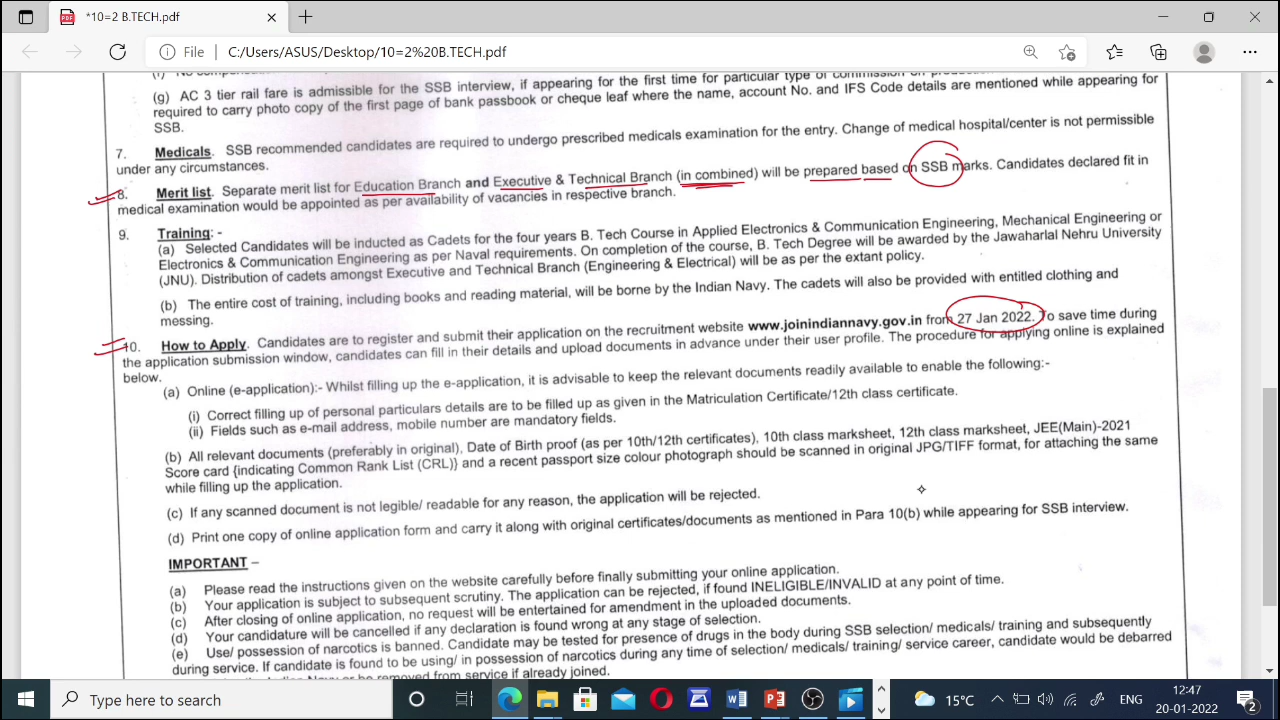 *10=2 B.TECH.pdf
File C:/Users/ASUS/Desktop/10=2%20B.TECH.pdf
(g) AC 3 tier rail fare is admissible for the SSB interview, if appearing for the first time for particular type of commission
required to carry photo copy of the first page of bank passbook or cheque leaf where the name, account No. and IFS Code details are mentioned while appearing for
SSB.
7. Medicals. SSB recommended candidates are required to undergo prescribed medicals examination for the entry. Change of medical hospital/center is not permissible
under any circumstances.
8. Merit list. Separate merit list for Education Branch and Executive & Technical Branch (in combined) will be prepared based on SSB marks. Candidates declared fit in
medical examination would be appointed as per availability of vacancies in respective branch.
9. Training: -
(a) Selected Candidates will be inducted as Cadets for the four years B. Tech Course in Applied Electronics & Communication Engineering, Mechanical Engineering or
Electronics & Communication Engineering as per Naval requirements. On completion of the course, B. Tech Degree will be awarded by the Jawaharlal Nehru University
(JNU). Distribution of cadets amongst Executive and Technical Branch (Engineering & Electrical) will be as per the extant policy.
(b) The entire cost of training, including books and reading material, will be borne by the Indian Navy. The cadets will also be provided with entitled clothing and
messing.
10. How to Apply. Candidates are to register and submit their application on the recruitment website www.joinindiannavy.gov.in from 27 Jan 2022. To save time during
the application submission window, candidates can fill in their details and upload documents in advance under their user profile. The procedure for applying online is explained
below.
(a) Online (e-application):- Whilst filling up the e-application, it is advisable to keep the relevant documents readily available to enable the following:-
(i) Correct filling up of personal particulars details are to be filled up as given in the Matriculation Certificate/12th class certificate.
(ii) Fields such as e-mail address, mobile number are mandatory fields.
(b) All relevant documents (preferably in original), Date of Birth proof (as per 10th/12th certificates), 10th class marksheet, 12th class marksheet, JEE(Main)-2021
Score card {indicating Common Rank List (CRL)} and a recent passport size colour photograph should be scanned in original JPG/TIFF format, for attaching the same
while filling up the application.
(c) If any scanned document is not legible/ readable for any reason, the application will be rejected.
(d) Print one copy of online application form and carry it along with original certificates/documents as mentioned in Para 10(b) while appearing for SSB interview.
IMPORTANT –
(a) Please read the instructions given on the website carefully before finally submitting your online application.
(b) Your application is subject to subsequent scrutiny. The application can be rejected, if found INELIGIBLE/INVALID at any point of time.
(c) After closing of online application, no request will be entertained for amendment in the uploaded documents.
(d) Your candidature will be cancelled if any declaration is found wrong at any stage of selection.
(e) Use/ possession of narcotics is banned. Candidate may be tested for presence of drugs in the body during SSB selection/ medicals/ training and subsequently
during service. If candidate is found to be using/ in possession of narcotics during any time of selection/ medicals/ training/ service career, candidate would be debarred
Navy or be removed from service if already joined.
Type here to search
15°C ENG 12:47
20-01-2022 2